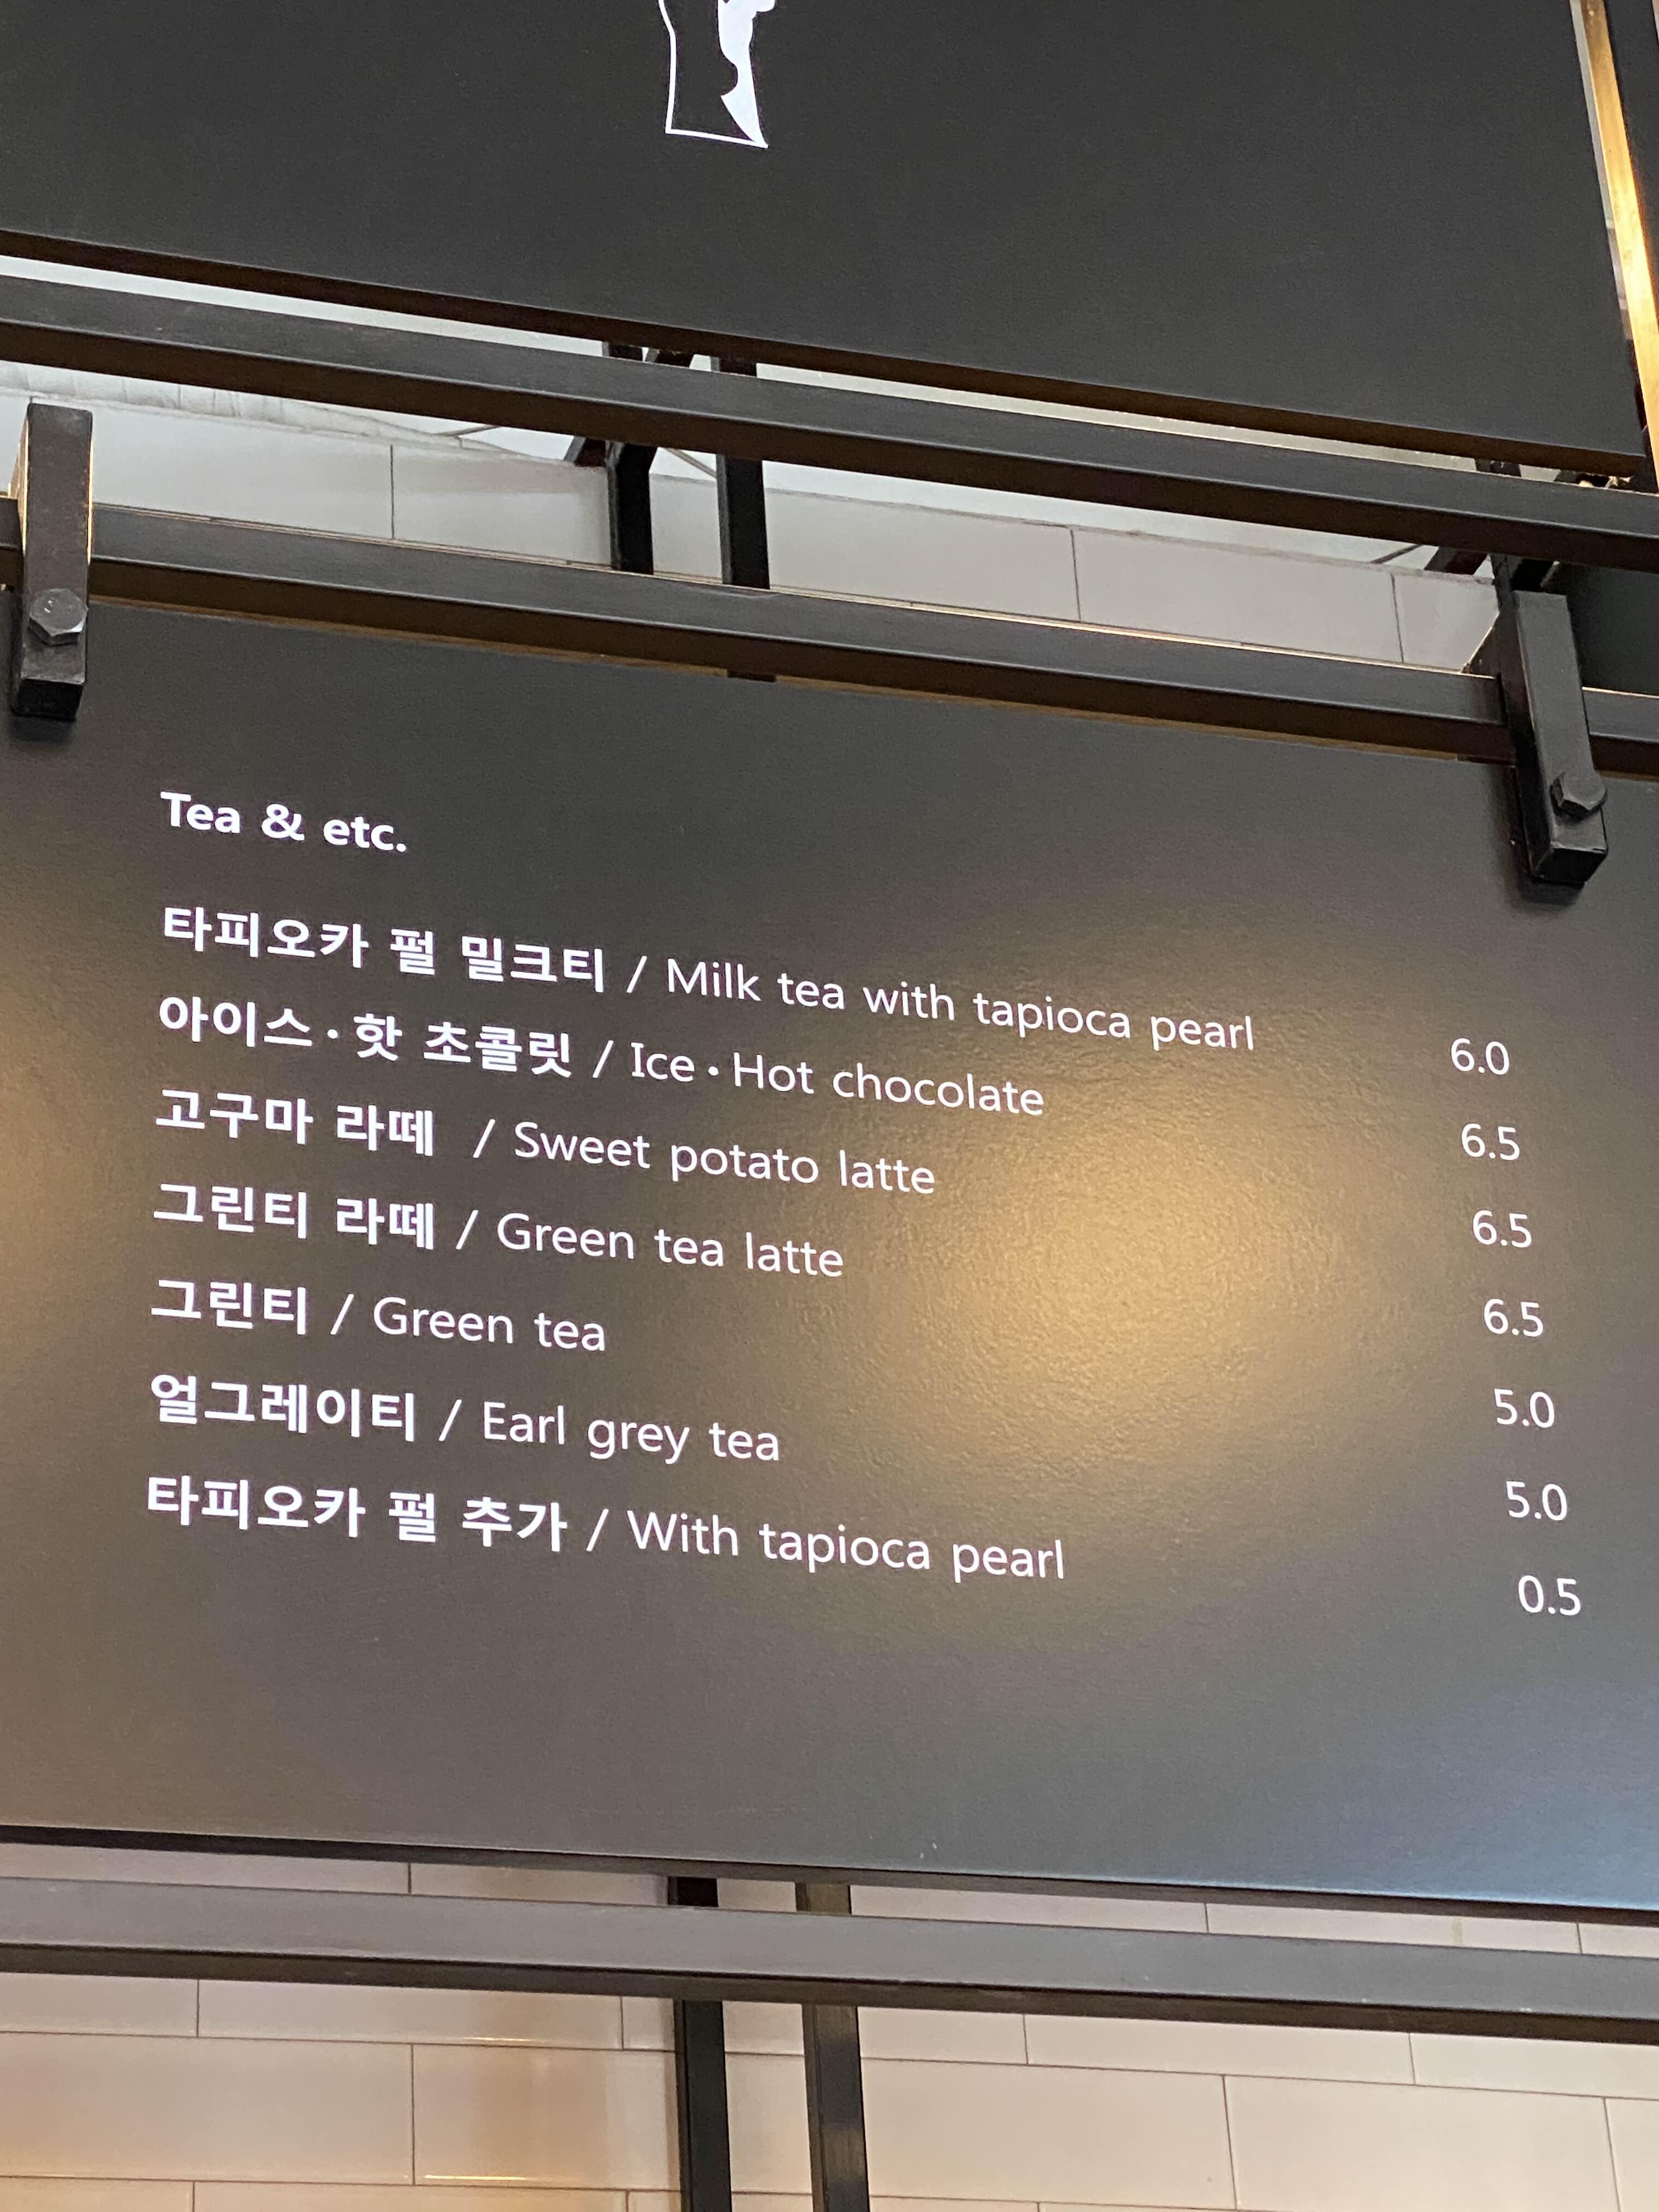 Tea & etc.
타피오카 펄 밀크티 / Milk tea with tapioca pearl 6.0
아이스·핫 초콜릿 / Ice·Hot chocolate 6.5
고구마 라떼 / Sweet potato latte 6.5
그린티 라떼 / Green tea latte 6.5
그린티 / Green tea 5.0
얼그레이티 / Earl grey tea 5.0
타피오카 펄 추가 / With tapioca pearl 0.5